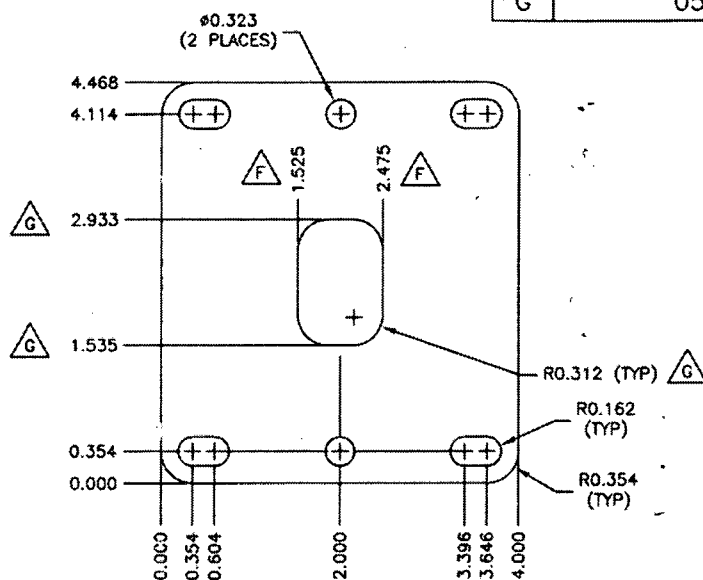 G 05
ø0.323
(2 PLACES)
4.468
4.114
F 1.525 2.475 F
G 2.933
G 1.535
R0.312 (TYP) G
R0.162
(TYP)
0.354
0.000
R0.354
(TYP)
0.000 0.354 0.604 2.000 3.396 3.646 4.000